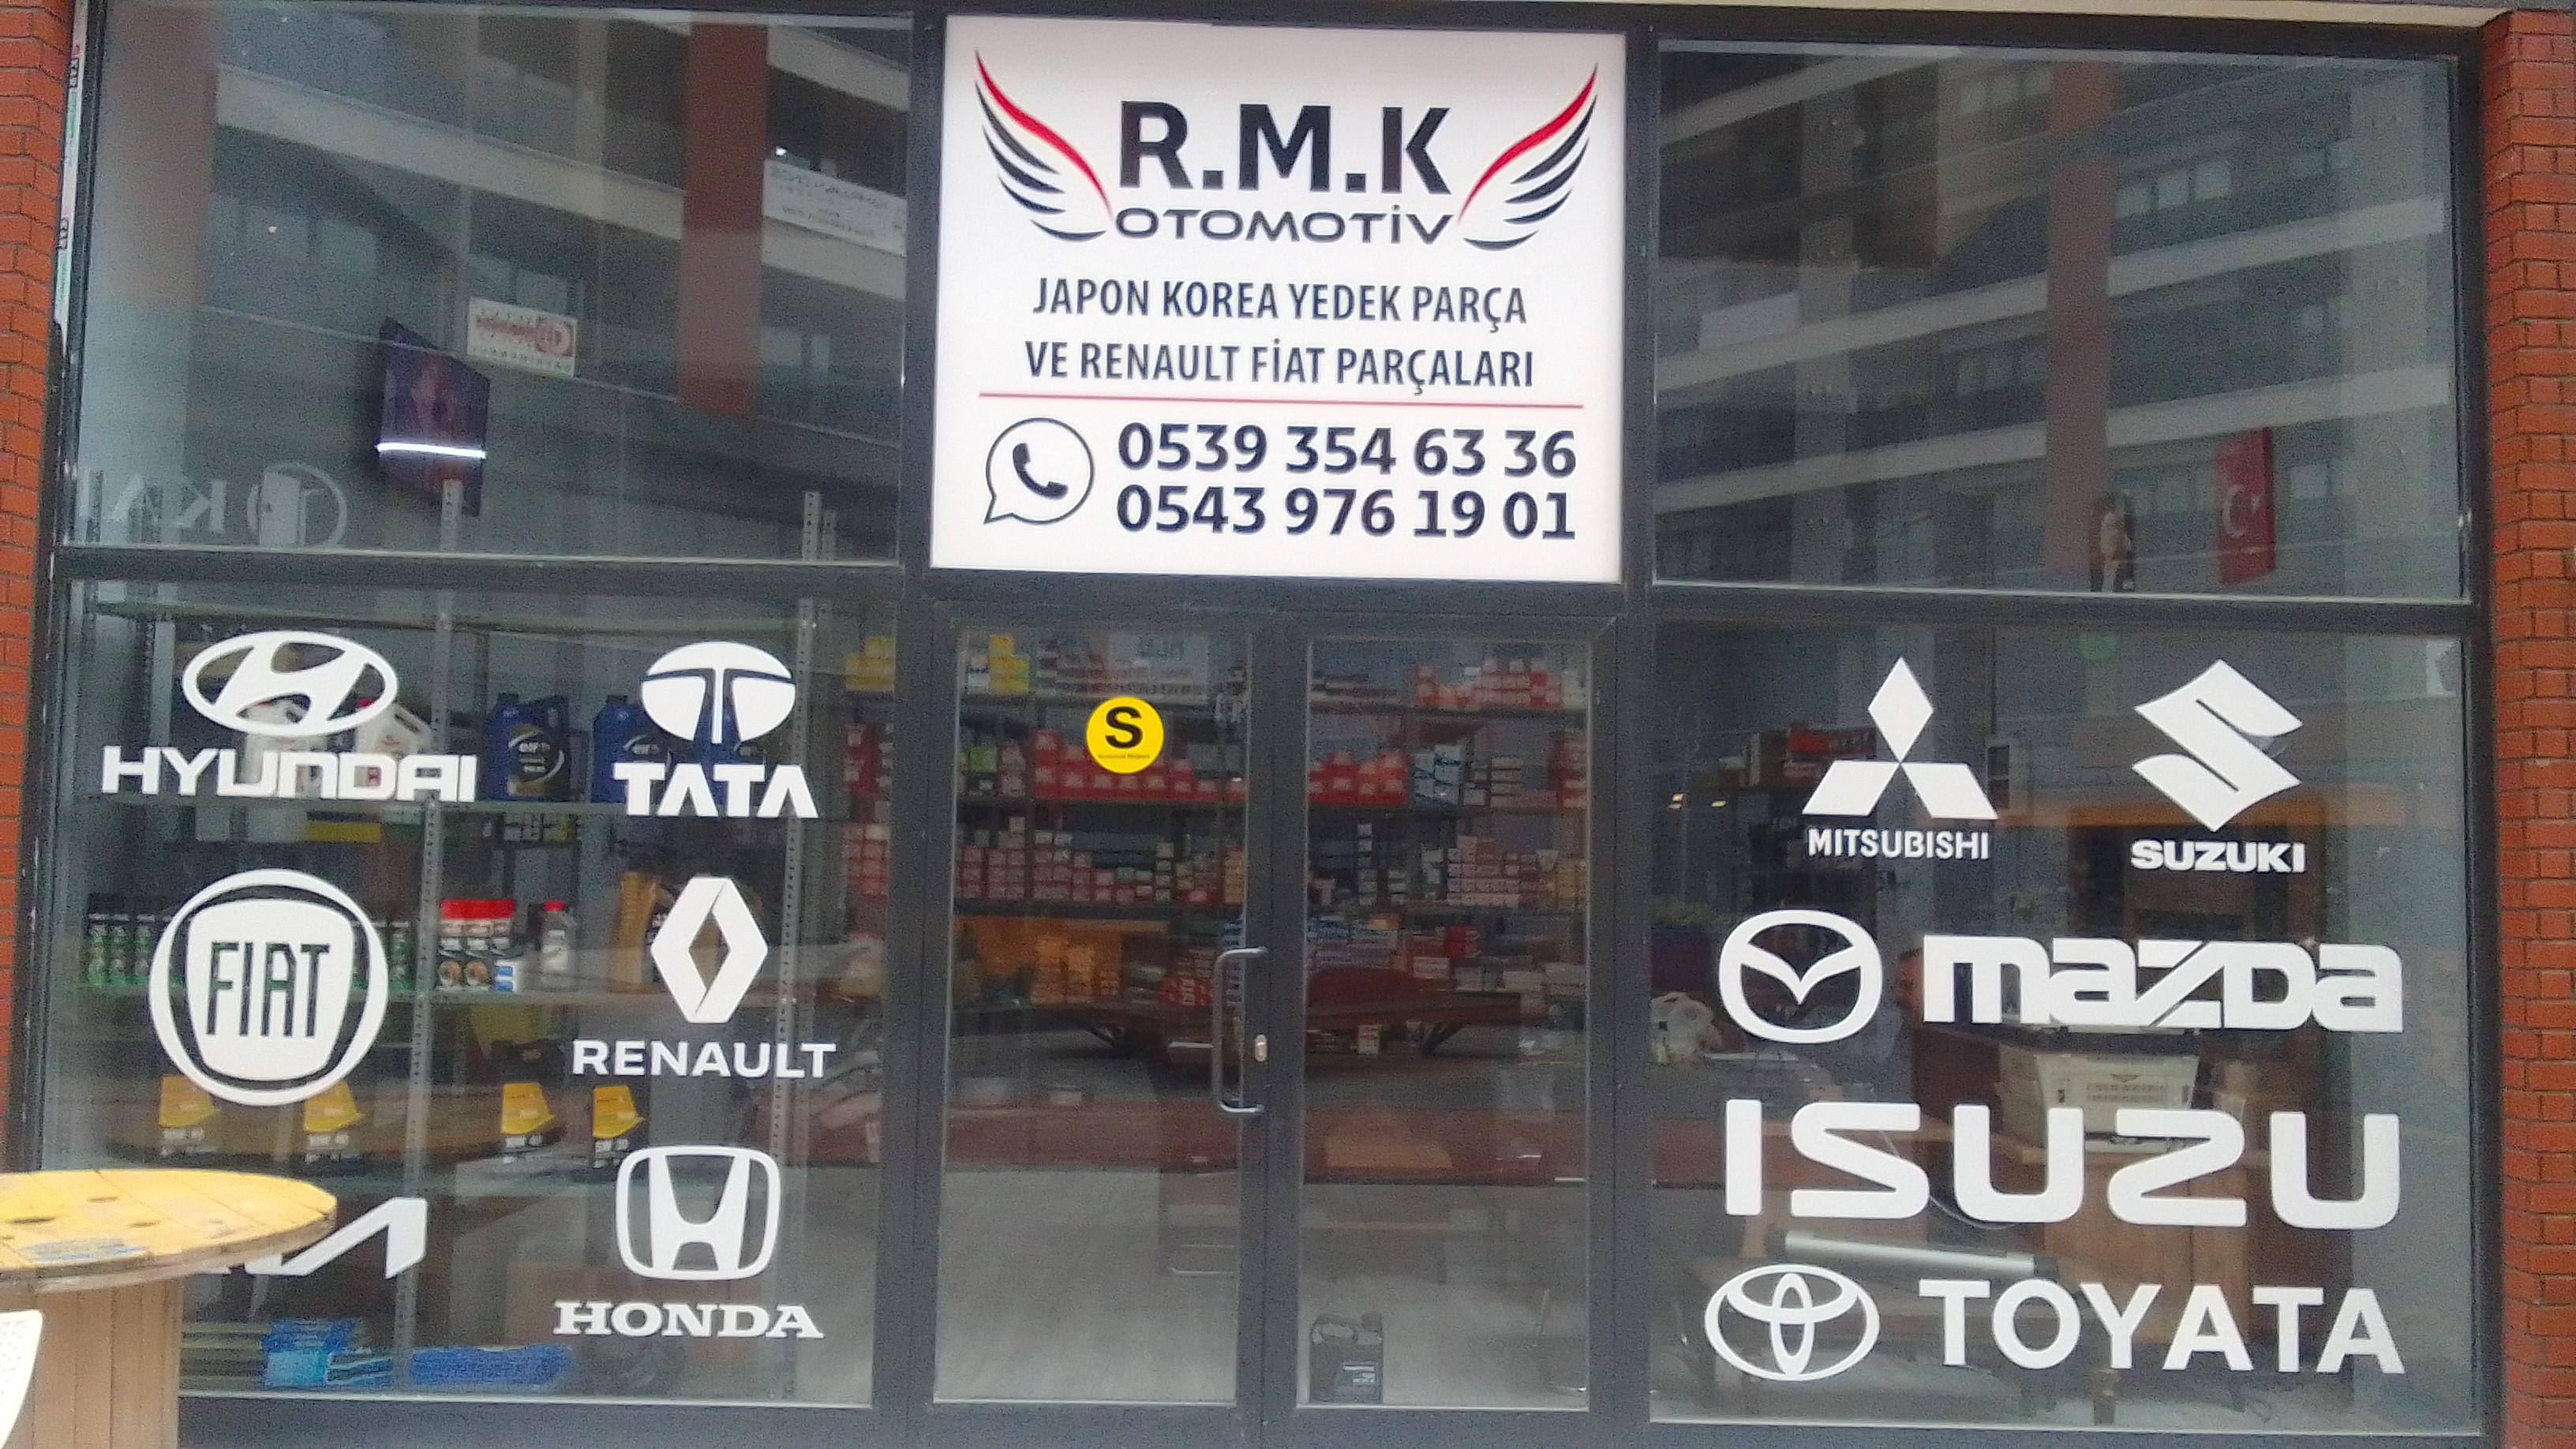 R.M.K
OTOMOTİV
JAPON KOREA YEDEK PARÇA
VE RENAULT FİAT PARÇALARI
0539 354 63 36
0543 976 19 01
HYUNDAI
TATA
FIAT
RENAULT
HONDA
S
MITSUBISHI
SUZUKI
mazda
ISUZU
TOYATA
elf